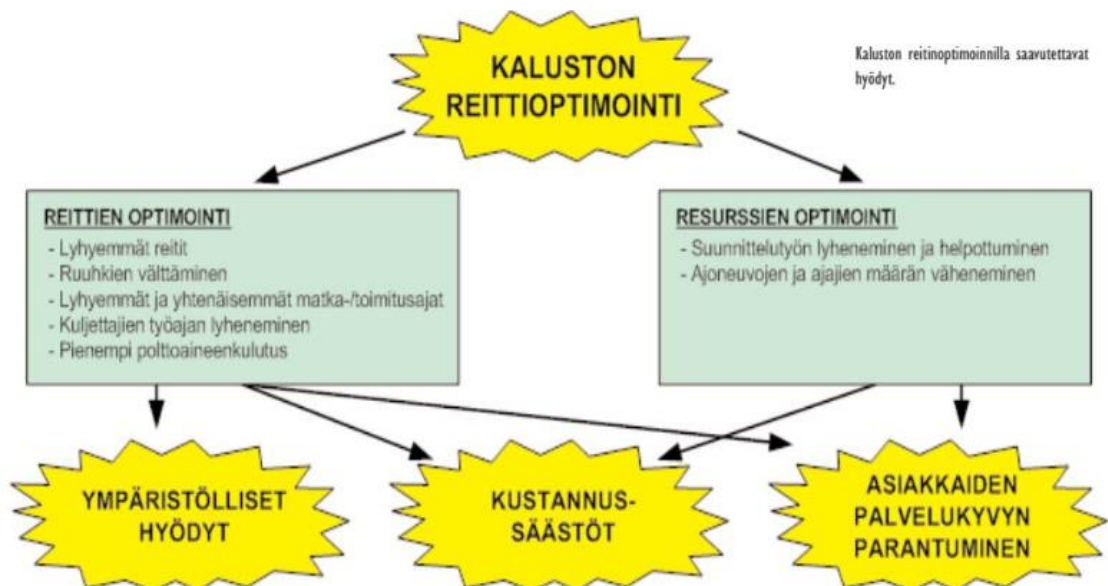 KALUSTON
REITTIOPTIMOINTI
Kaluston reitinoptimoinnilla saavutettavat
hyödyt.
REITTIEN OPTIMOINTI
- Lyhyemmät reitit
- Ruuhkien välttäminen
- Lyhyemmät ja yhtenäisemmät matka-/toimitusajat
- Kuljettajien työajan lyheneminen
- Pienempi polttoaineenkulutus
RESURSSIEN OPTIMOINTI
- Suunnittelutyön lyheneminen ja helpottuminen
- Ajoneuvojen ja ajajien määrän väheneminen
YMPÄRISTÖLLISET
HYÖDYT
KUSTANNUS-
SÄÄSTÖT
ASIAKKAIDEN
PALVELUKYVYN
PARANTUMINEN